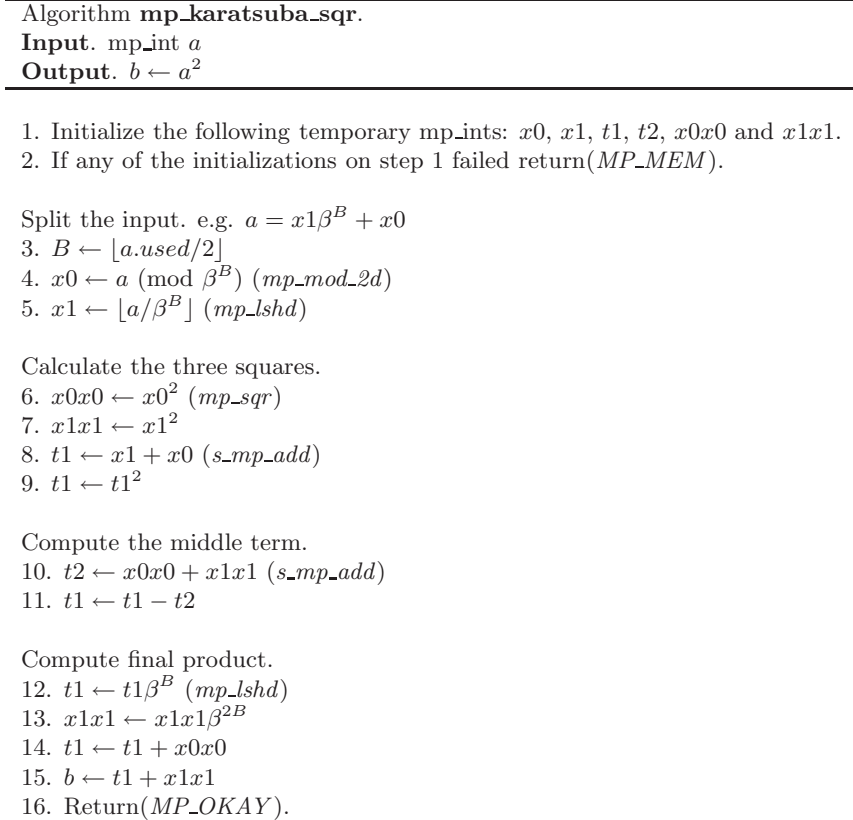 Algorithm mp_karatsuba_sqr.
Input. mp_int a
Output. b ← a²
1. Initialize the following temporary mp_ints: x0, x1, t1, t2, x0x0 and x1x1.
2. If any of the initializations on step 1 failed return(MP_MEM).
Split the input. e.g. a = x1β^B + x0
3. B ← ⌊a.used/2⌋
4. x0 ← a (mod β^B) (mp_mod_2d)
5. x1 ← ⌊a/β^B⌋ (mp_lshd)
Calculate the three squares.
6. x0x0 ← x0² (mp_sqr)
7. x1x1 ← x1²
8. t1 ← x1 + x0 (s_mp_add)
9. t1 ← t1²
Compute the middle term.
10. t2 ← x0x0 + x1x1 (s_mp_add)
11. t1 ← t1 − t2
Compute final product.
12. t1 ← t1β^B (mp_lshd)
13. x1x1 ← x1x1β^2B
14. t1 ← t1 + x0x0
15. b ← t1 + x1x1
16. Return(MP_OKAY).